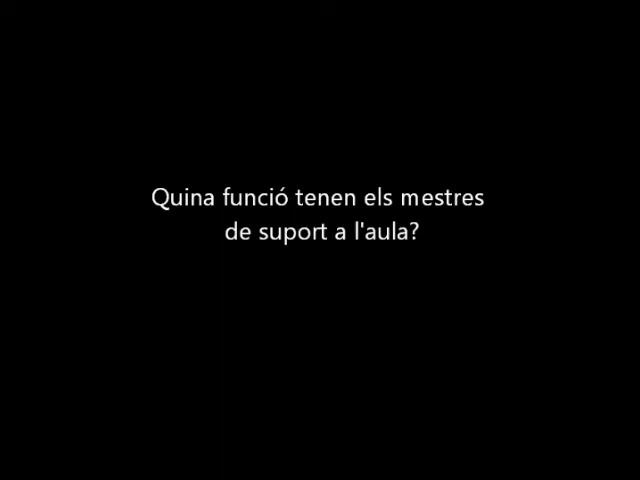 Quina funció tenen els mestres
de suport a l'aula?